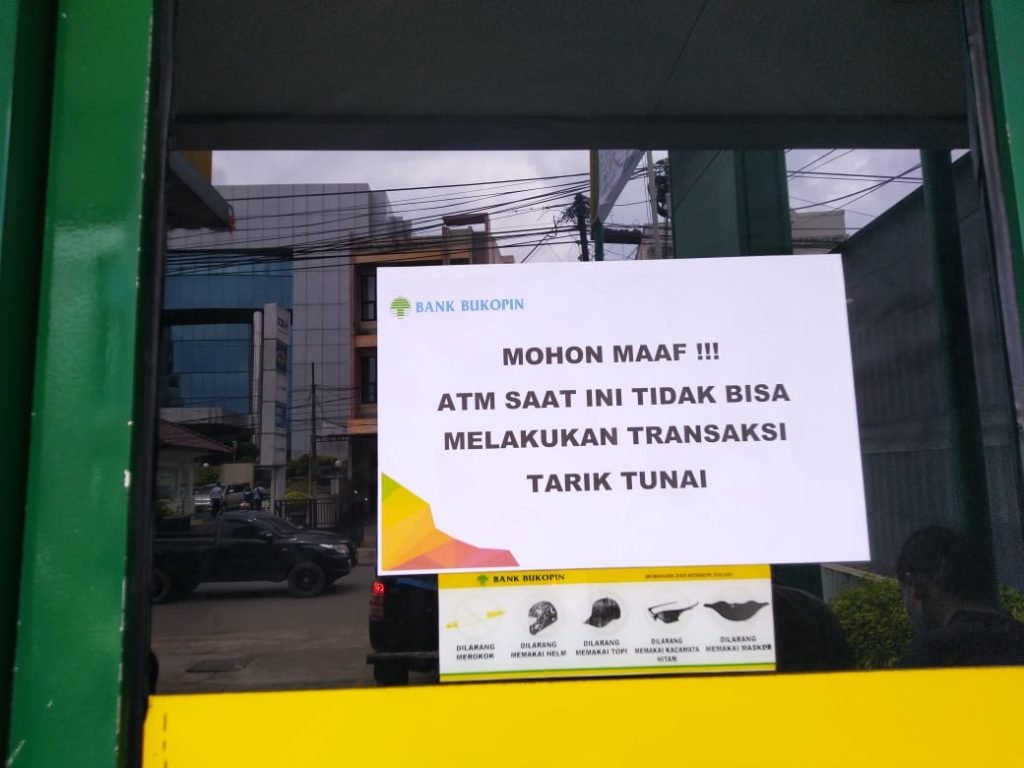 BANK BUKOPIN
MOHON MAAF !!!
ATM SAAT INI TIDAK BISA
MELAKUKAN TRANSAKSI
TARIK TUNAI
BANK BUKOPIN
DILARANG
MEROKOK
DILARANG
MEMAKAI HELM
DILARANG
MEMAKAI TOPI
DILARANG
MEMAKAI KACAMATA
HITAM
DILARANG
MEMAKAI MASKER